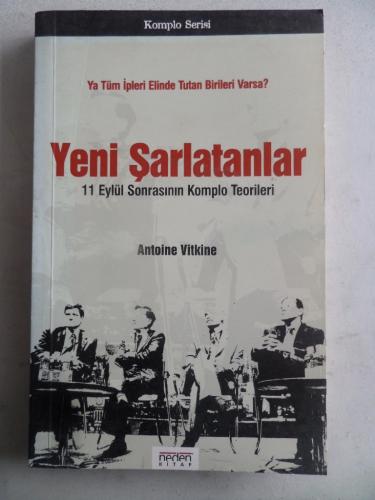 Komplo Serisi
Ya Tüm İpleri Elinde Tutan Birileri Varsa?
Yeni Şarlatanlar
11 Eylül Sonrasının Komplo Teorileri
Antoine Vitkine
neden
KİTAP